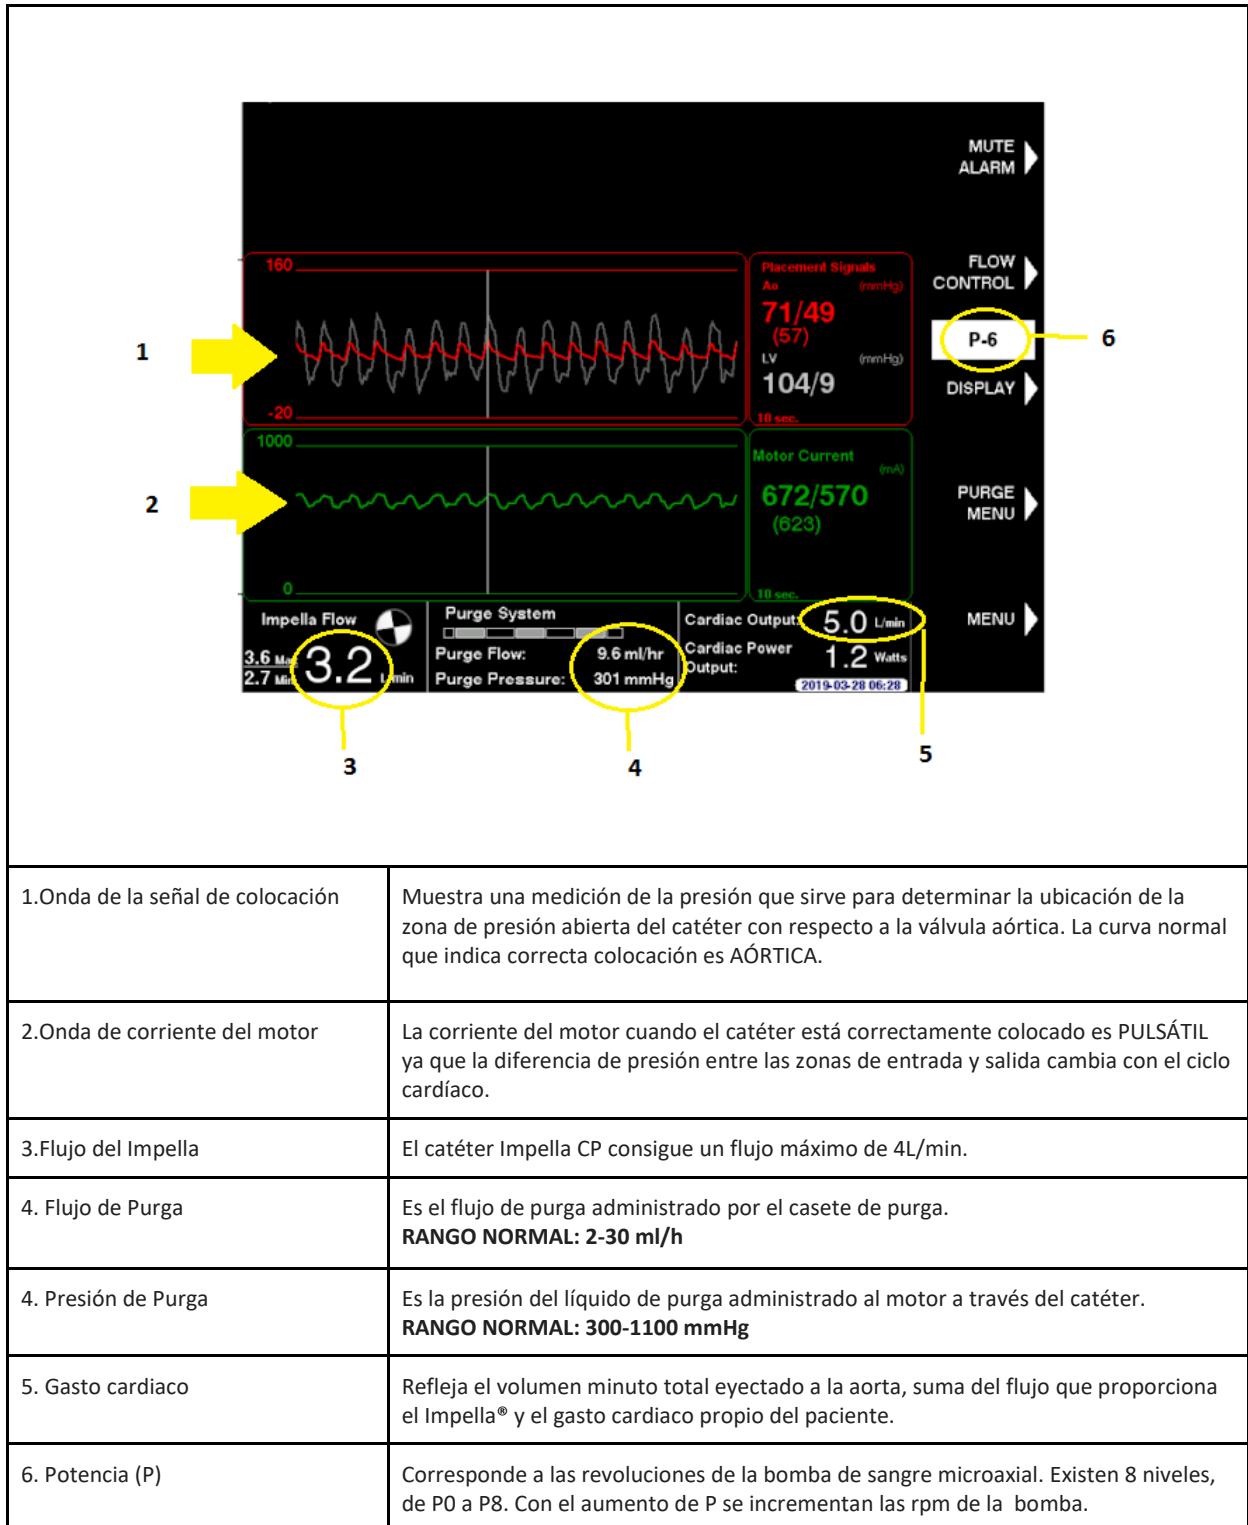 MUTE
ALARM
160
Placement Signals
Ao (mmHg)
71/49
(57)
LV (mmHg)
104/9
-20
10 sec.
FLOW
CONTROL
P-6
6
1
DISPLAY
1000
Motor Current
(mA)
672/570
(623)
2
PURGE
MENU
0
10 sec.
Impella Flow
3.6 Max
2.7 Min
3.2 L/min
Purge System
Purge Flow: 9.6 ml/hr
Purge Pressure: 301 mmHg
Cardiac Output: 5.0 L/min
Cardiac Power
Output: 1.2 Watts
2019-03-28 06:28
MENU
3
4
5
1.Onda de la señal de colocación
Muestra una medición de la presión que sirve para determinar la ubicación de la
zona de presión abierta del catéter con respecto a la válvula aórtica. La curva normal
que indica correcta colocación es AÓRTICA.
2.Onda de corriente del motor
La corriente del motor cuando el catéter está correctamente colocado es PULSÁTIL
ya que la diferencia de presión entre las zonas de entrada y salida cambia con el ciclo
cardíaco.
3.Flujo del Impella
El catéter Impella CP consigue un flujo máximo de 4L/min.
4. Flujo de Purga
Es el flujo de purga administrado por el casete de purga.
RANGO NORMAL: 2-30 ml/h
4. Presión de Purga
Es la presión del líquido de purga administrado al motor a través del catéter.
RANGO NORMAL: 300-1100 mmHg
5. Gasto cardiaco
Refleja el volumen minuto total eyectado a la aorta, suma del flujo que proporciona
el Impella® y el gasto cardiaco propio del paciente.
6. Potencia (P)
Corresponde a las revoluciones de la bomba de sangre microaxial. Existen 8 niveles,
de P0 a P8. Con el aumento de P se incrementan las rpm de la bomba.